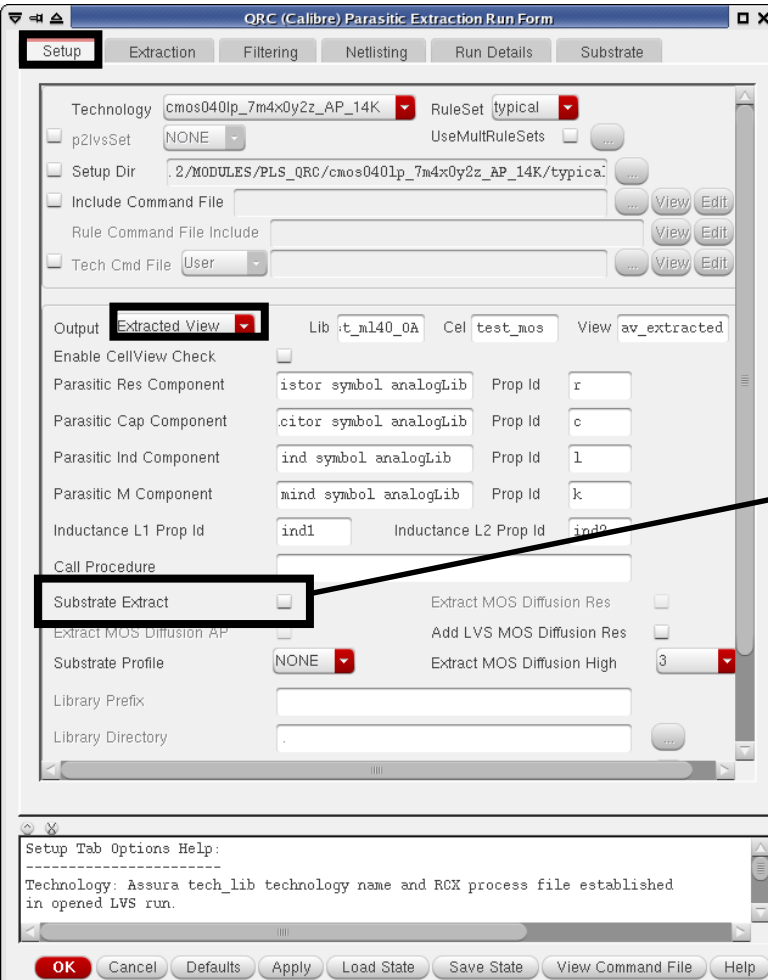 QRC (Calibre) Parasitic Extraction Run Form
Setup Extraction Filtering Netlisting Run Details Substrate
Technology cmos040lp_7m4x0y2z_AP_14K RuleSet typical
p2lvsSet NONE UseMultRuleSets ...
Setup Dir .2/MODULES/PLS_QRC/cmos040lp_7m4x0y2z_AP_14K/typical ...
Include Command File ... View Edit
Rule Command File Include View Edit
Tech Cmd File User ... View Edit
Output Extracted View Lib t_ml40_0A Cel test_mos View av_extracted
Enable CellView Check
Parasitic Res Component istor symbol analogLib Prop Id r
Parasitic Cap Component citor symbol analogLib Prop Id c
Parasitic Ind Component ind symbol analogLib Prop Id l
Parasitic M Component mind symbol analogLib Prop Id k
Inductance L1 Prop Id ind1 Inductance L2 Prop Id ind2
Call Procedure
Substrate Extract Extract MOS Diffusion Res
Extract MOS Diffusion AP Add LVS MOS Diffusion Res
Substrate Profile NONE Extract MOS Diffusion High 3
Library Prefix
Library Directory . ...
Setup Tab Options Help:
-----------------------
Technology: Assura tech_lib technology name and RCX process file established
in opened LVS run.
OK Cancel Defaults Apply Load State Save State View Command File Help